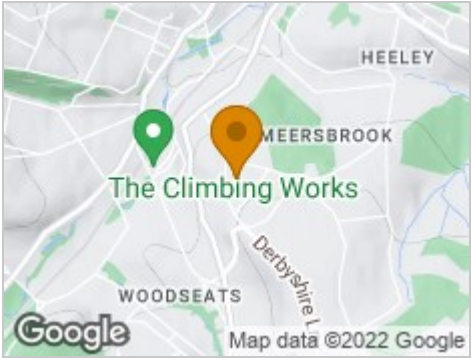 HEELEY
MEERSBROOK
The Climbing Works
Derbyshire L
WOODSEATS
Google
Map data ©2022 Google